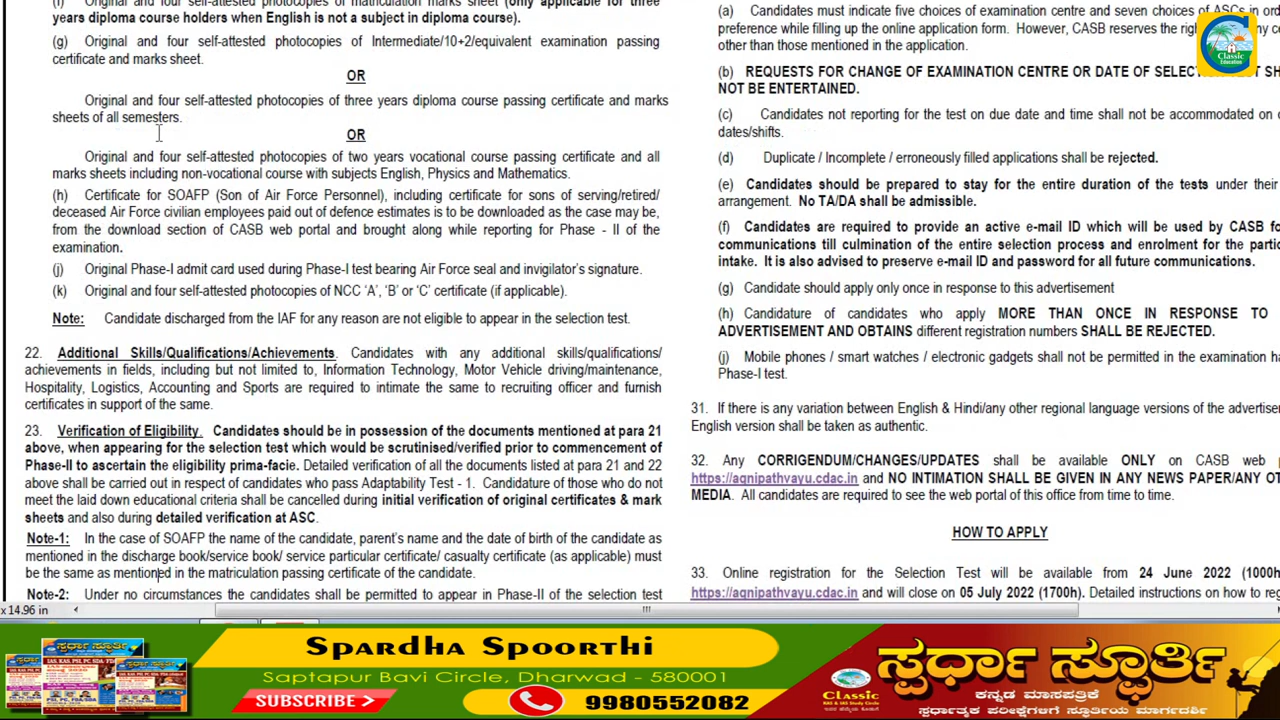 (f) Original and four self-attested photocopies of matriculation marks sheet (only applicable for three
years diploma course holders when English is not a subject in diploma course).
(g) Original and four self-attested photocopies of Intermediate/10+2/equivalent examination passing
certificate and marks sheet.
OR
Original and four self-attested photocopies of three years diploma course passing certificate and marks
sheets of all semesters.
OR
Original and four self-attested photocopies of two years vocational course passing certificate and all
marks sheets including non-vocational course with subjects English, Physics and Mathematics.
(h) Certificate for SOAFP (Son of Air Force Personnel), including certificate for sons of serving/retired/
deceased Air Force civilian employees paid out of defence estimates is to be downloaded as the case may be,
from the download section of CASB web portal and brought along while reporting for Phase - II of the
examination.
(j) Original Phase-I admit card used during Phase-I test bearing Air Force seal and invigilator's signature.
(k) Original and four self-attested photocopies of NCC 'A', 'B' or 'C' certificate (if applicable).
Note: Candidate discharged from the IAF for any reason are not eligible to appear in the selection test.
22. Additional Skills/Qualifications/Achievements. Candidates with any additional skills/qualifications/
achievements in fields, including but not limited to, Information Technology, Motor Vehicle driving/maintenance,
Hospitality, Logistics, Accounting and Sports are required to intimate the same to recruiting officer and furnish
certificates in support of the same.
23. Verification of Eligibility. Candidates should be in possession of the documents mentioned at para 21
above, when appearing for the selection test which would be scrutinised/verified prior to commencement of
Phase-II to ascertain the eligibility prima-facie. Detailed verification of all the documents listed at para 21 and 22
above shall be carried out in respect of candidates who pass Adaptability Test - 1. Candidature of those who do not
meet the laid down educational criteria shall be cancelled during initial verification of original certificates & mark
sheets and also during detailed verification at ASC.
Note-1: In the case of SOAFP the name of the candidate, parent's name and the date of birth of the candidate as
mentioned in the discharge book/service book/ service particular certificate/ casualty certificate (as applicable) must
be the same as mentioned in the matriculation passing certificate of the candidate.
Note-2: Under no circumstances the candidates shall be permitted to appear in Phase-II of the selection test
(a) Candidates must indicate five choices of examination centre and seven choices of ASCs in
preference while filling up the online application form. However, CASB reserves the
other than those mentioned in the application.
(b) REQUESTS FOR CHANGE OF EXAMINATION CENTRE OR DATE OF
NOT BE ENTERTAINED.
(c) Candidates not reporting for the test on due date and time shall not be accommodated on
dates/shifts.
(d) Duplicate / Incomplete / erroneously filled applications shall be rejected.
(e) Candidates should be prepared to stay for the entire duration of the tests under their
arrangement. No TA/DA shall be admissible.
(f) Candidates are required to provide an active e-mail ID which will be used by CASB
communications till culmination of the entire selection process and enrolment for the
intake. It is also advised to preserve e-mail ID and password for all future communications.
(g) Candidate should apply only once in response to this advertisement
(h) Candidature of candidates who apply MORE THAN ONCE IN RESPONSE TO
ADVERTISEMENT AND OBTAINS different registration numbers SHALL BE REJECTED.
(j) Mobile phones / smart watches / electronic gadgets shall not be permitted in the examination
Phase-I test.
31. If there is any variation between English & Hindi/any other regional language versions of the
English version shall be taken as authentic.
32. Any CORRIGENDUM/CHANGES/UPDATES shall be available ONLY on CASB web
https://agnipathvayu.cdac.in and NO INTIMATION SHALL BE GIVEN IN ANY NEWS PAPER/ANY
MEDIA. All candidates are required to see the web portal of this office from time to time.
HOW TO APPLY
33. Online registration for the Selection Test will be available from 24 June 2022 (1000h
https://agnipathvayu.cdac.in and will close on 05 July 2022 (1700h). Detailed instructions on how to
Classic
Education
x 14.96 in
Spardha Spoorthi
Saptapur Bavi Circle, Dharwad - 580001
SUBSCRIBE >
9980552082
ಸ್ಪರ್ಧಾ ಸ್ಫೂರ್ತಿ
ಕನ್ನಡ ಮಾಸಪತ್ರಿಕೆ
ಸ್ಪರ್ಧಾತ್ಮಕ ಪರೀಕ್ಷೆಗಳಿಗೆ ಸ್ಫೂರ್ತಿಯ ಮಾರ್ಗದರ್ಶಿ
Classic
KAS & IAS Study Circle